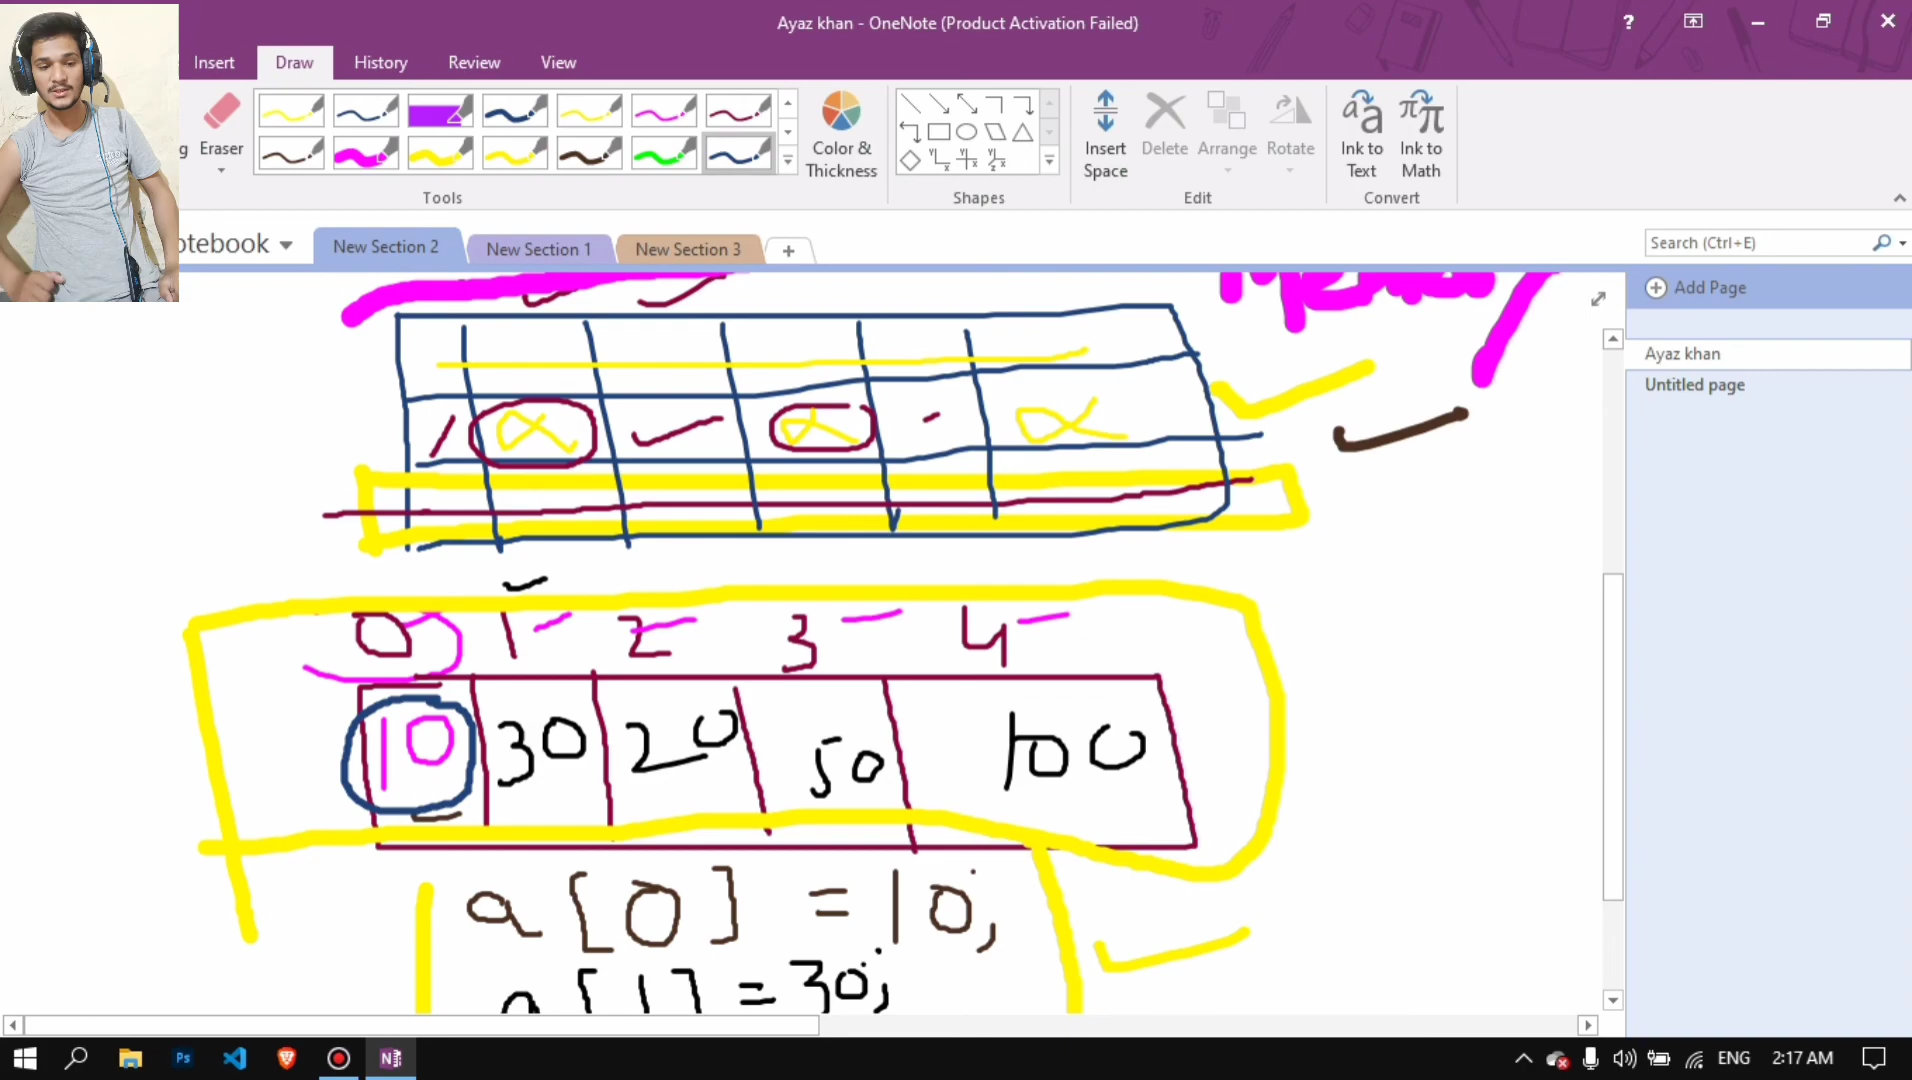 Ayaz khan - OneNote (Product Activation Failed)
Insert Draw History Review View
Eraser
Color & Thickness
Insert Space
Delete Arrange Rotate
Ink to Text
Ink to Math
Tools Shapes Edit Convert
otebook New Section 2 New Section 1 New Section 3
Search (Ctrl+E)
Add Page
Ayaz khan
Untitled page
0 1 2 3 4
10 30 20 50 100
a[0] = 10;
a[1] = 30;
ENG 2:17 AM